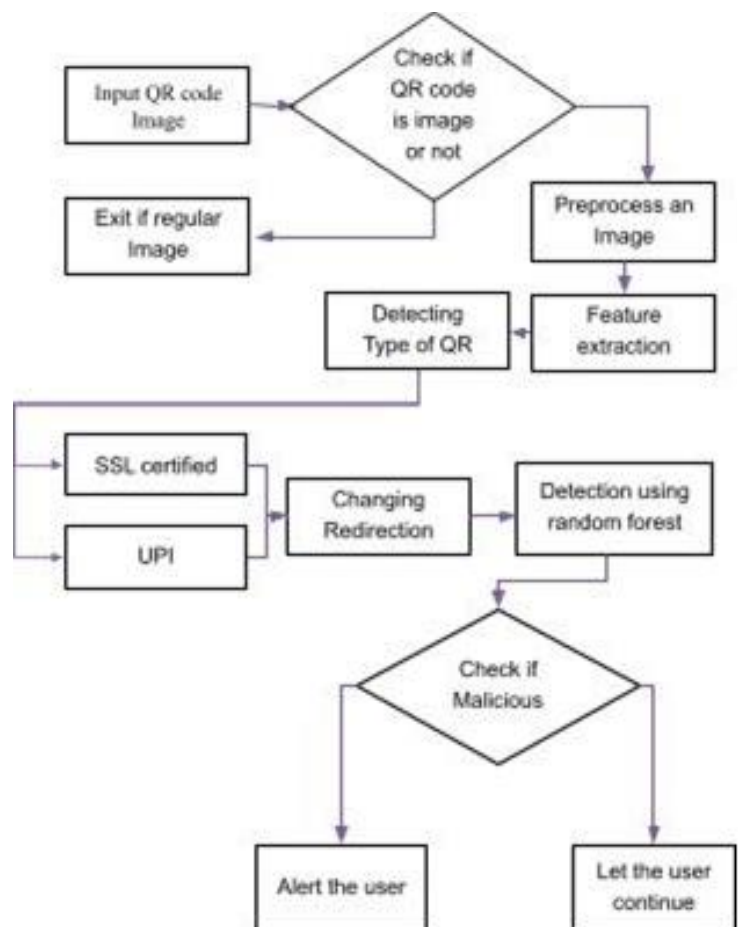 Input QR code
Image
Check if
QR code
is image
or not
Exit if regular
Image
Preprocess an
Image
Feature
extraction
Detecting
Type of QR
SSL certified
UPI
Changing
Redirection
Detection using
random forest
Check if
Malicious
Alert the user
Let the user
continue